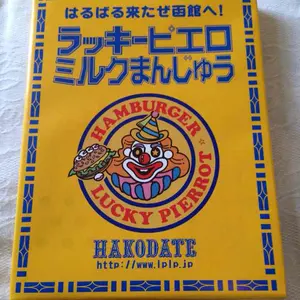 はるばる来たぜ函館へ!
ラッキーピエロ
ミルクまんじゅう
HAMBURGER
LUCKY PIERROT
HAKODATE
http://www.lplp.jp